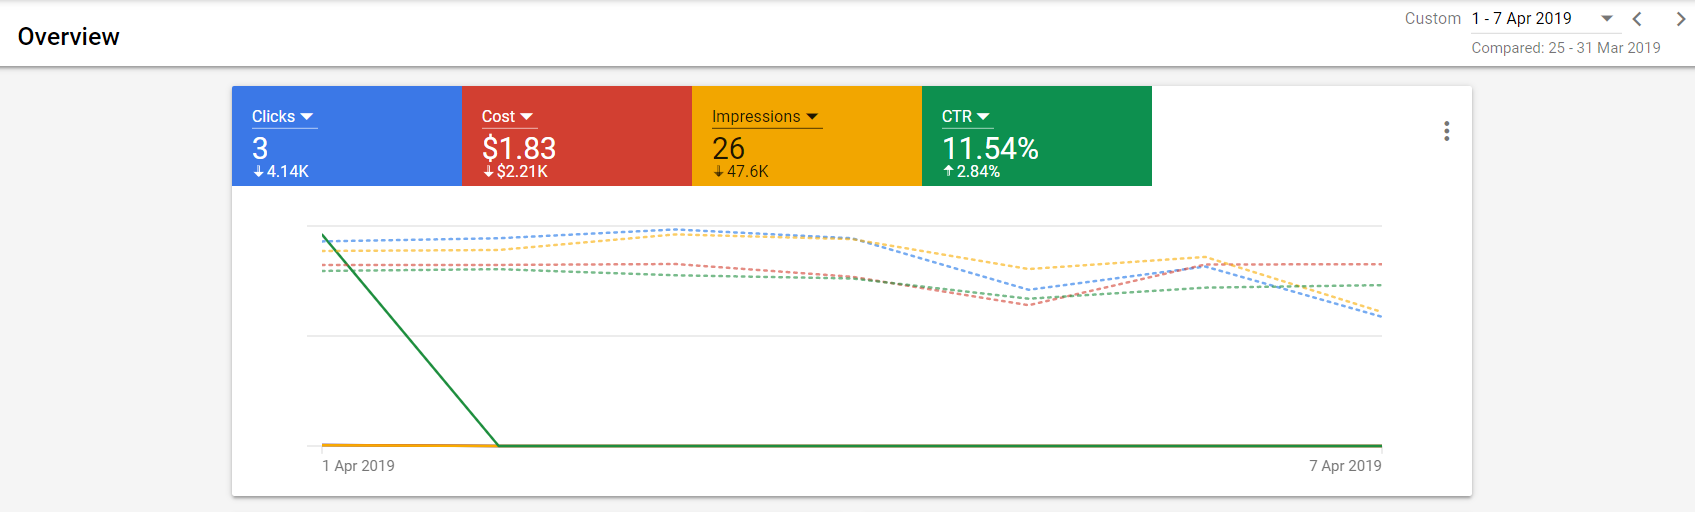 Overview
Custom 1 - 7 Apr 2019
Compared: 25 - 31 Mar 2019
Clicks Cost Impressions CTR
3 $1.83 26 11.54%
↓4.14K ↓$2.21K ↓47.6K ↑2.84%
1 Apr 2019 7 Apr 2019